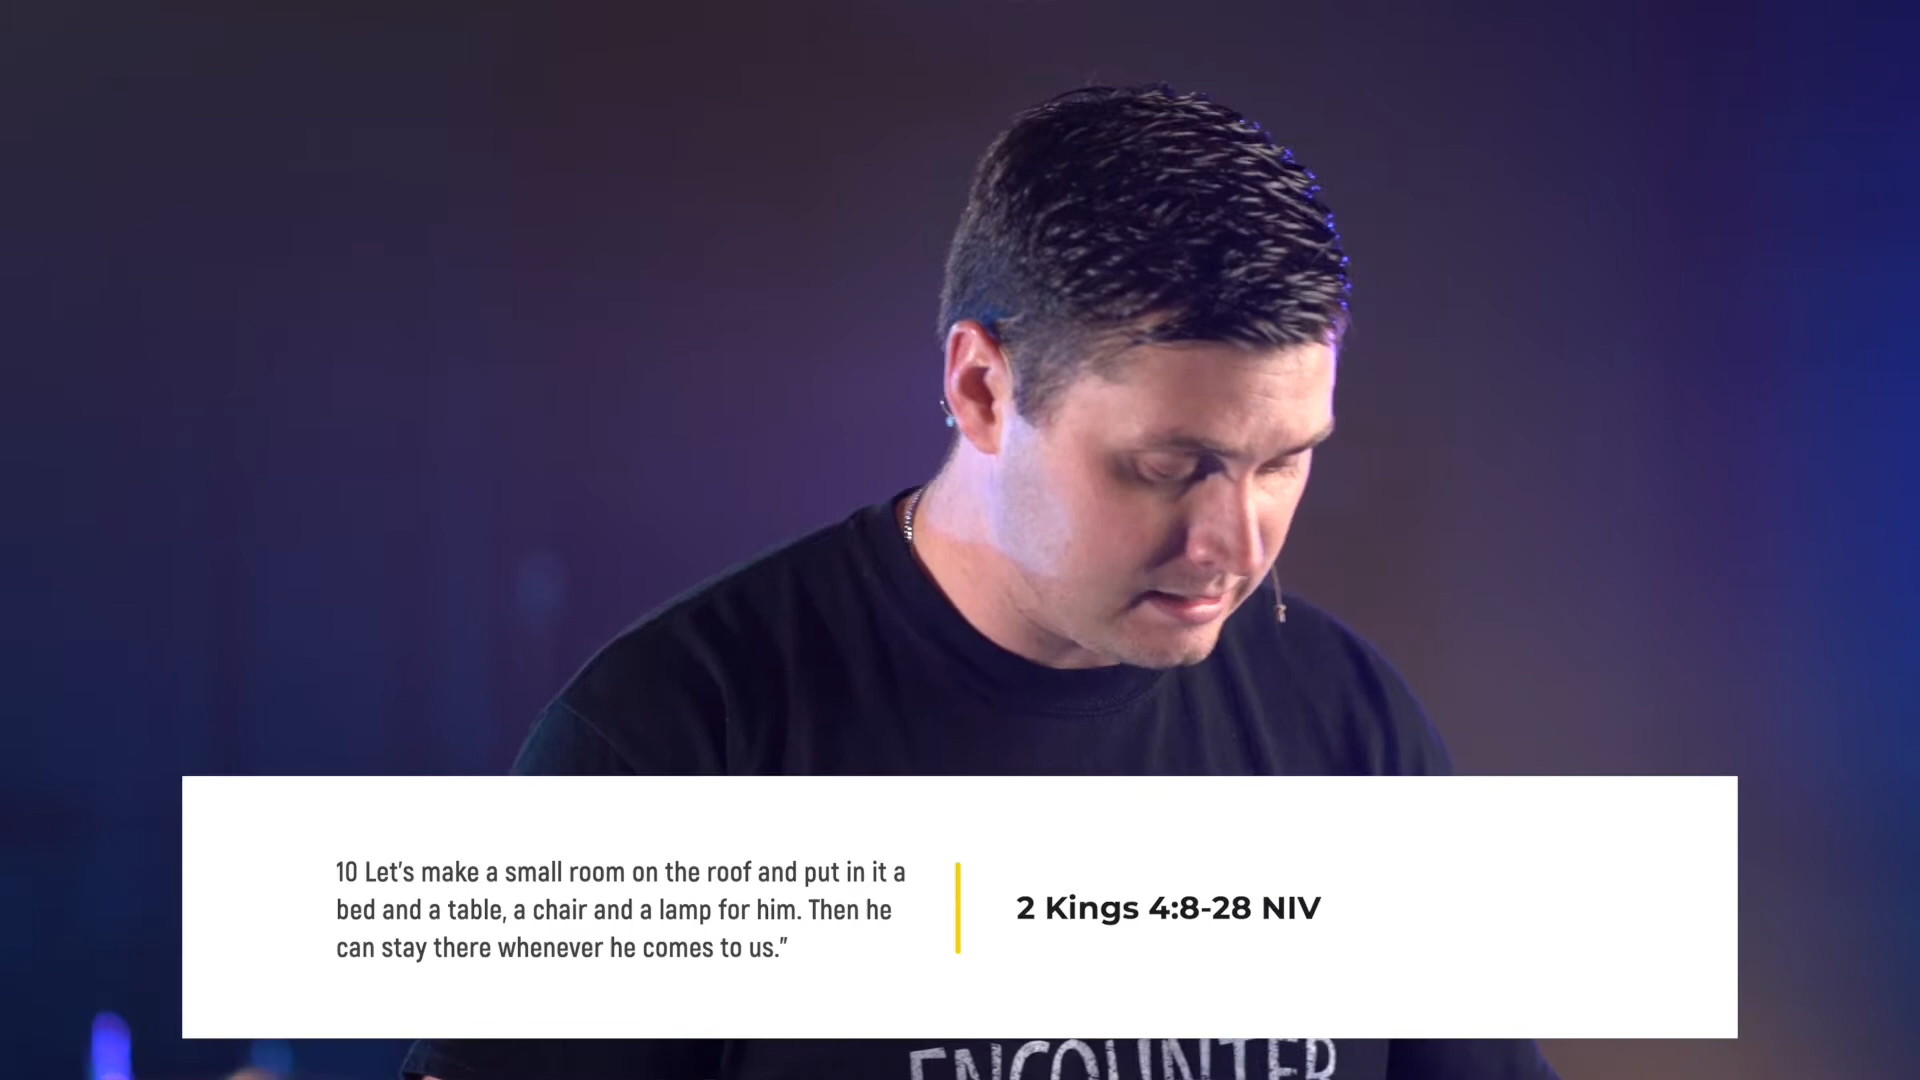 10 Let’s make a small room on the roof and put in it a
bed and a table, a chair and a lamp for him. Then he
can stay there whenever he comes to us.”
2 Kings 4:8-28 NIV
ENCOUNTER